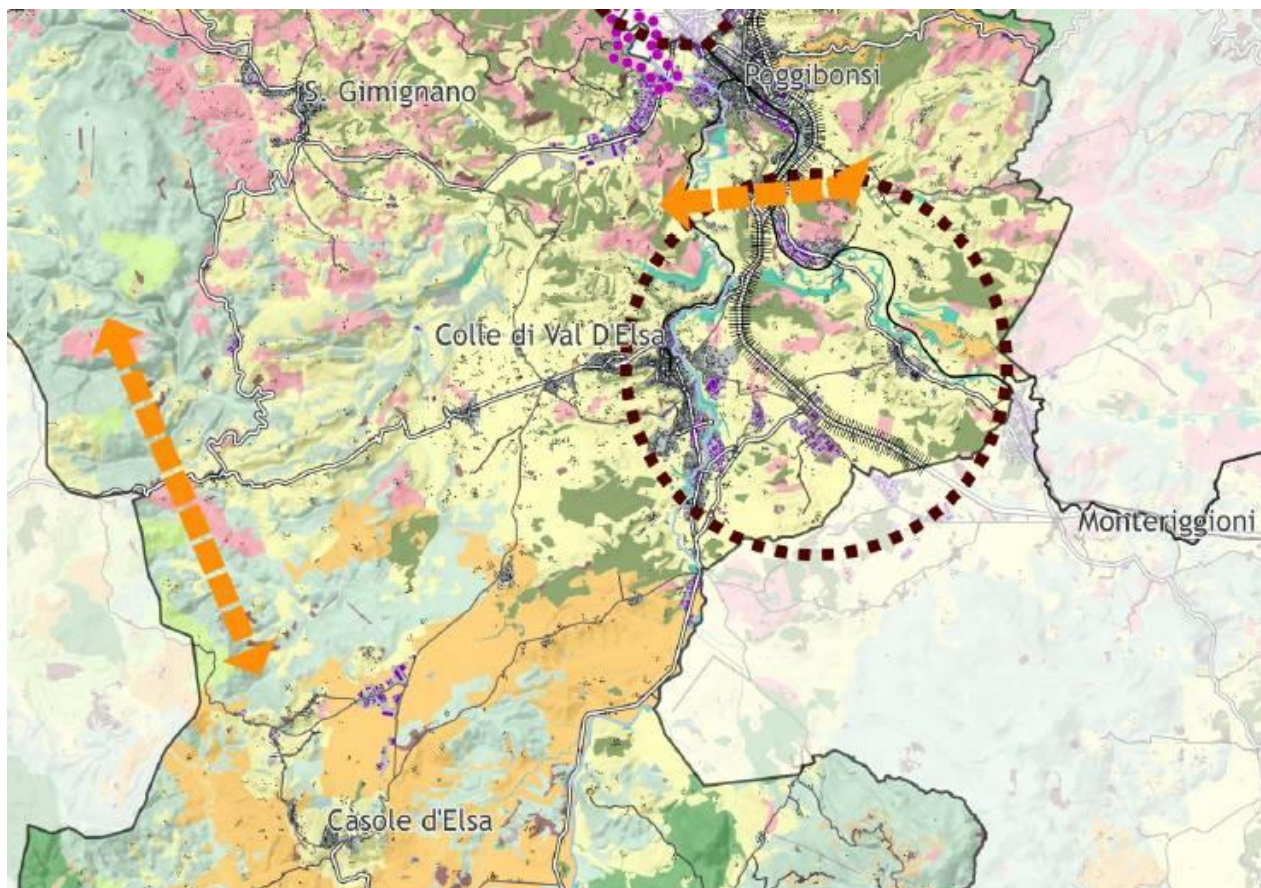 Poggibonsi
S. Gimignano
Colle di Val D'Elsa
Monteriggioni
Casole d'Elsa